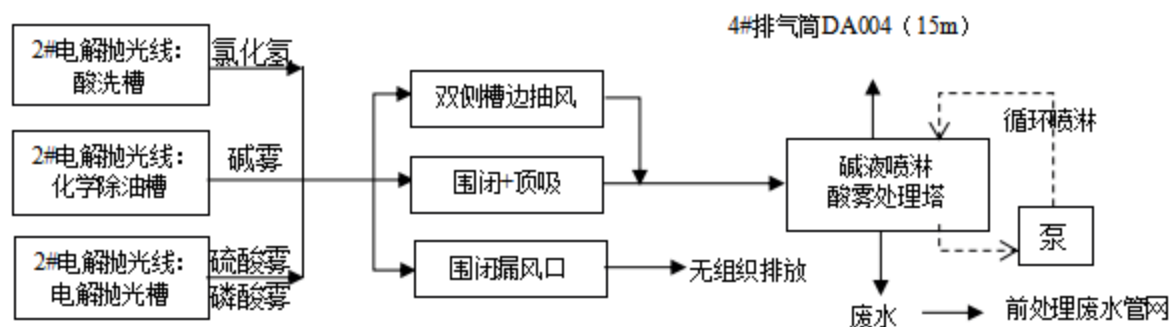 4#排气筒DA004（15m）
2#电解抛光线：
酸洗槽
氯化氢
双侧槽边抽风
循环喷淋
2#电解抛光线：
化学除油槽
碱雾
围闭+顶吸
碱液喷淋
酸雾处理塔
泵
2#电解抛光线：
电解抛光槽
硫酸雾
磷酸雾
围闭漏风口
无组织排放
废水
前处理废水管网